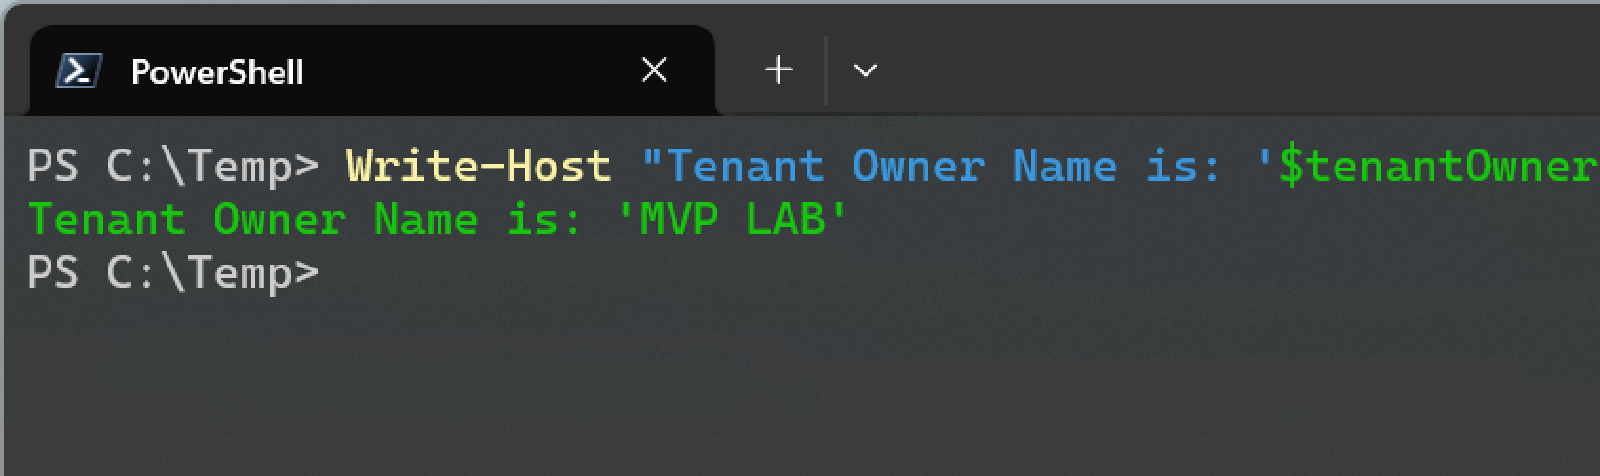 PowerShell
PS C:\Temp> Write-Host "Tenant Owner Name is: '$tenantOwner
Tenant Owner Name is: 'MVP LAB'
PS C:\Temp>